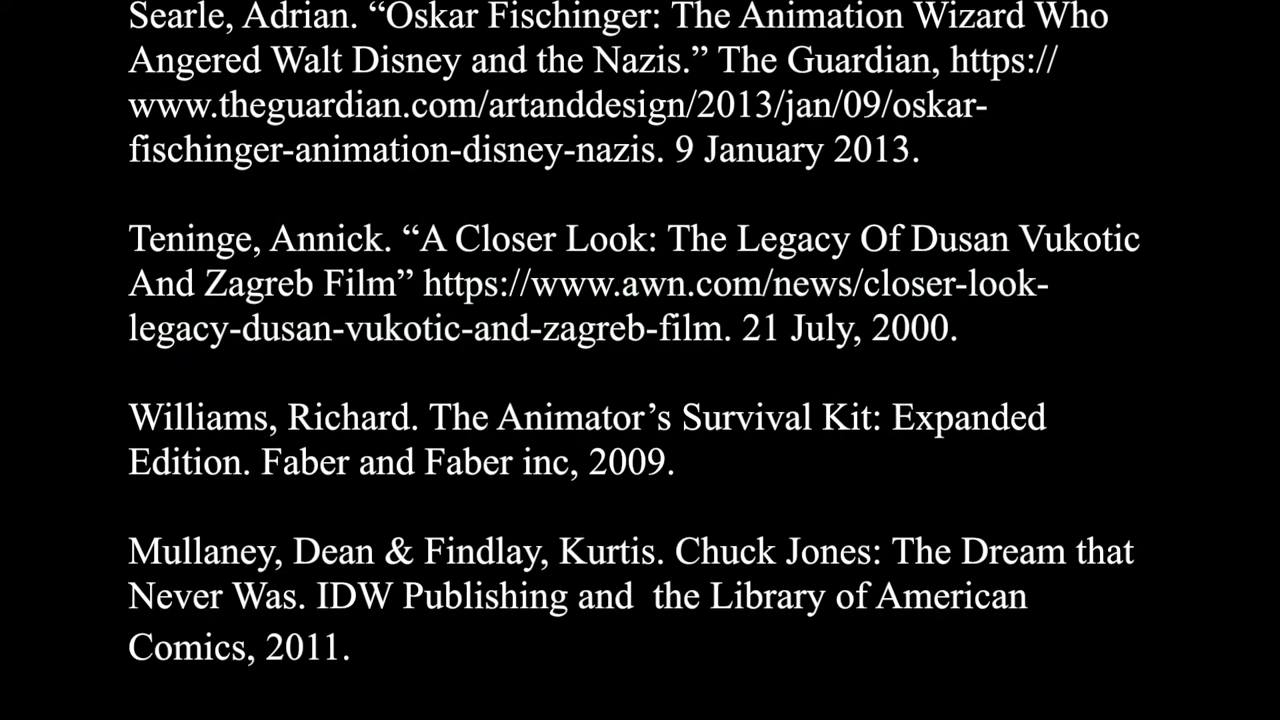 Searle, Adrian. “Oskar Fischinger: The Animation Wizard Who
Angered Walt Disney and the Nazis.” The Guardian, https://
www.theguardian.com/artanddesign/2013/jan/09/oskar-
fischinger-animation-disney-nazis. 9 January 2013.
Teninge, Annick. “A Closer Look: The Legacy Of Dusan Vukotic
And Zagreb Film” https://www.awn.com/news/closer-look-
legacy-dusan-vukotic-and-zagreb-film. 21 July, 2000.
Williams, Richard. The Animator’s Survival Kit: Expanded
Edition. Faber and Faber inc, 2009.
Mullaney, Dean & Findlay, Kurtis. Chuck Jones: The Dream that
Never Was. IDW Publishing and  the Library of American
Comics, 2011.